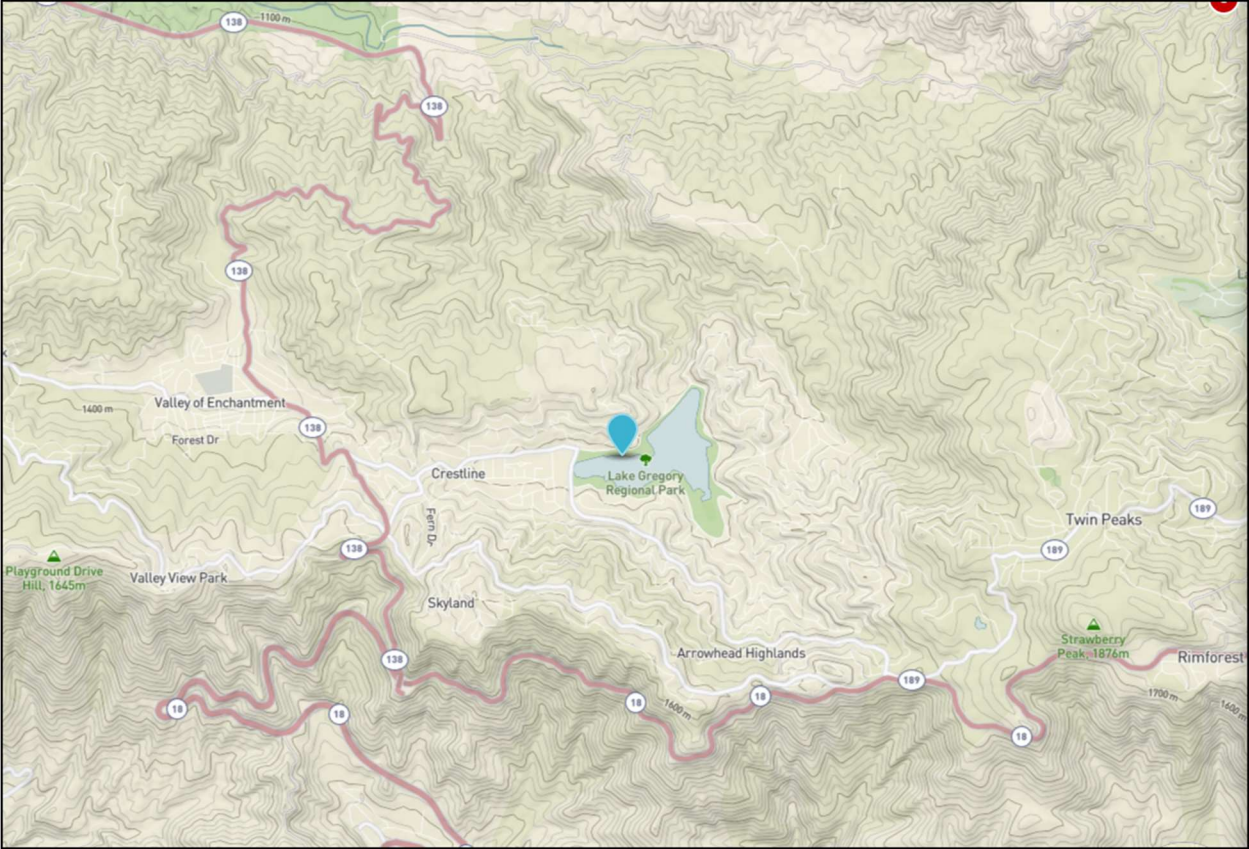 138
1100 m
138
138
Valley of Enchantment
1400 m
138
Forest Dr
Crestline
Lake Gregory
Regional Park
Fern Dr
189
Twin Peaks
189
138
Playground Drive
Hill, 1645m
Valley View Park
Skyland
Strawberry
Peak, 1876m
Arrowhead Highlands
138
Rimforest
189
18
18
18
18
1600 m
1700 m
1600 m
18